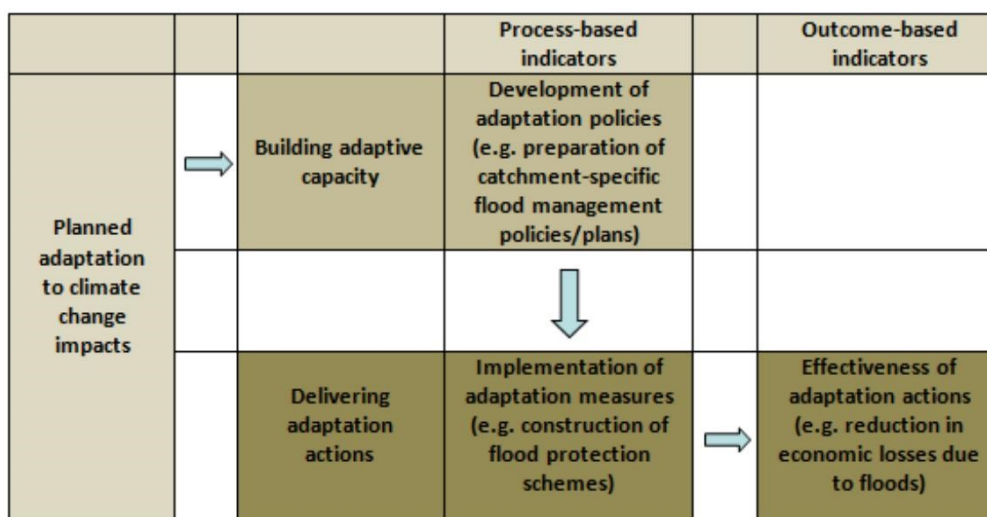 Process-based
indicators
Outcome-based
indicators
Planned
adaptation
to climate
change
impacts
Building adaptive
capacity
Development of
adaptation policies
(e.g. preparation of
catchment-specific
flood management
policies/plans)
Delivering
adaptation
actions
Implementation of
adaptation measures
(e.g. construction of
flood protection
schemes)
Effectiveness of
adaptation actions
(e.g. reduction in
economic losses due
to floods)